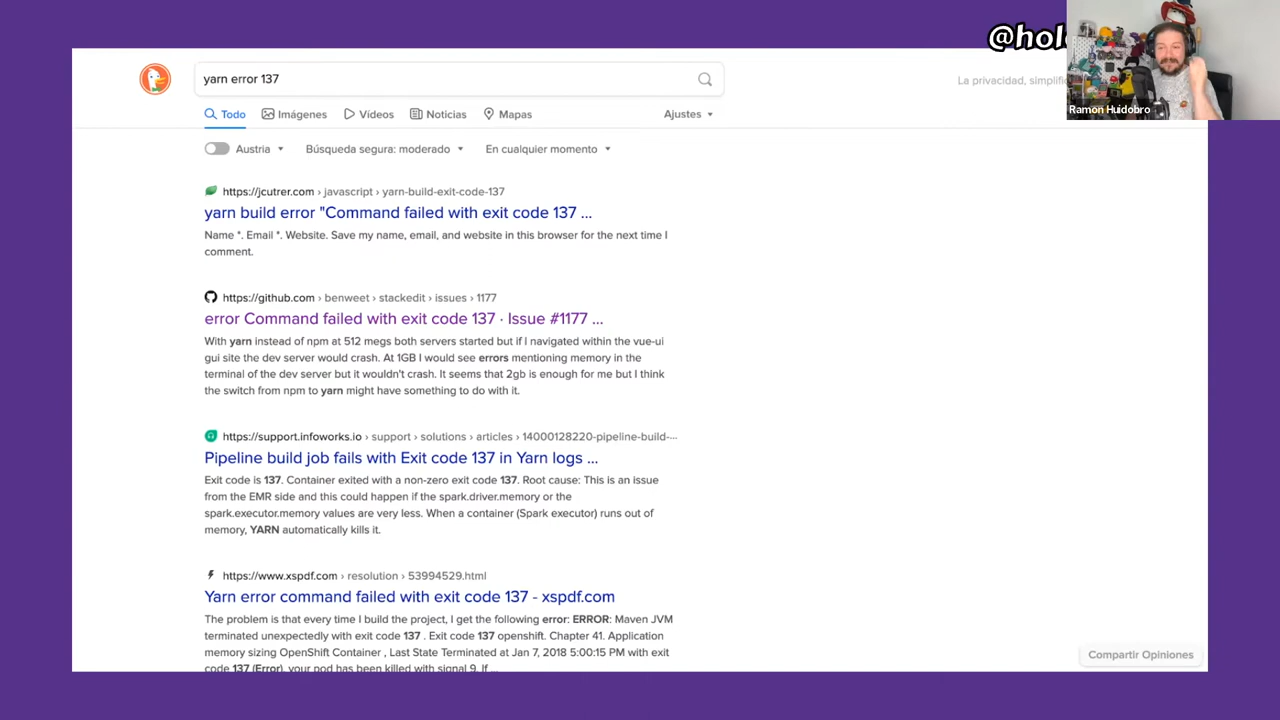 @hol
Ramón Huidobro
yarn error 137
La privacidad, simplifi
Todo
Imágenes
Vídeos
Noticias
Mapas
Ajustes
Austria
Búsqueda segura: moderado
En cualquier momento
https://jcutrer.com › javascript › yarn-build-exit-code-137
yarn build error "Command failed with exit code 137 ...
Name *. Email *. Website. Save my name, email, and website in this browser for the next time I
comment.
https://github.com › benweet › stackedit › issues › 1177
error Command failed with exit code 137 · Issue #1177 ...
With yarn instead of npm at 512 megs both servers started but if I navigated within the vue-ui
gui site the dev server would crash. At 1GB I would see errors mentioning memory in the
terminal of the dev server but it wouldn't crash. It seems that 2gb is enough for me but I think
the switch from npm to yarn might have something to do with it.
https://support.infoworks.io › support › solutions › articles › 14000128220-pipeline-build-...
Pipeline build job fails with Exit code 137 in Yarn logs ...
Exit code is 137. Container exited with a non-zero exit code 137. Root cause: This is an issue
from the EMR side and this could happen if the spark.driver.memory or the
spark.executor.memory values are very less. When a container (Spark executor) runs out of
memory, YARN automatically kills it.
https://www.xspdf.com › resolution › 53994529.html
Yarn error command failed with exit code 137 - xspdf.com
The problem is that every time I build the project, I get the following error: ERROR: Maven JVM
terminated unexpectedly with exit code 137 . Exit code 137 openshift. Chapter 41. Application
memory sizing OpenShift Container , Last State Terminated at Jan 7, 2018 5:00:15 PM with exit
code 137 (Error), your pod has been killed with signal 9. If ...
Compartir Opiniones